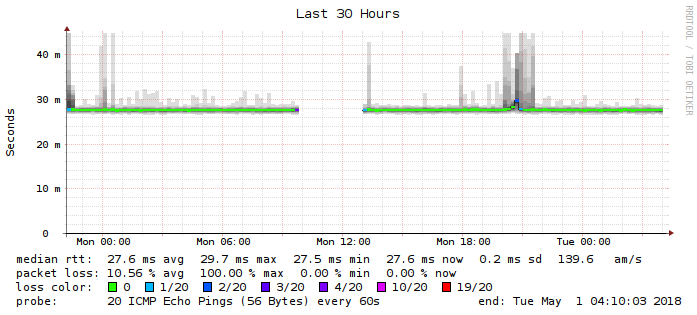 Last 30 Hours
RRDTOOL / TOBI OETIKER
Seconds
40 m
30 m
20 m
10 m
0
Mon 00:00 Mon 06:00 Mon 12:00 Mon 18:00 Tue 00:00
median rtt: 27.6 ms avg 29.7 ms max 27.5 ms min 27.6 ms now 0.2 ms sd 139.6 am/s
packet loss: 10.56 % avg 100.00 % max 0.00 % min 0.00 % now
loss color: 0 1/20 2/20 3/20 4/20 10/20 19/20
probe: 20 ICMP Echo Pings (56 Bytes) every 60s end: Tue May 1 04:10:03 2018